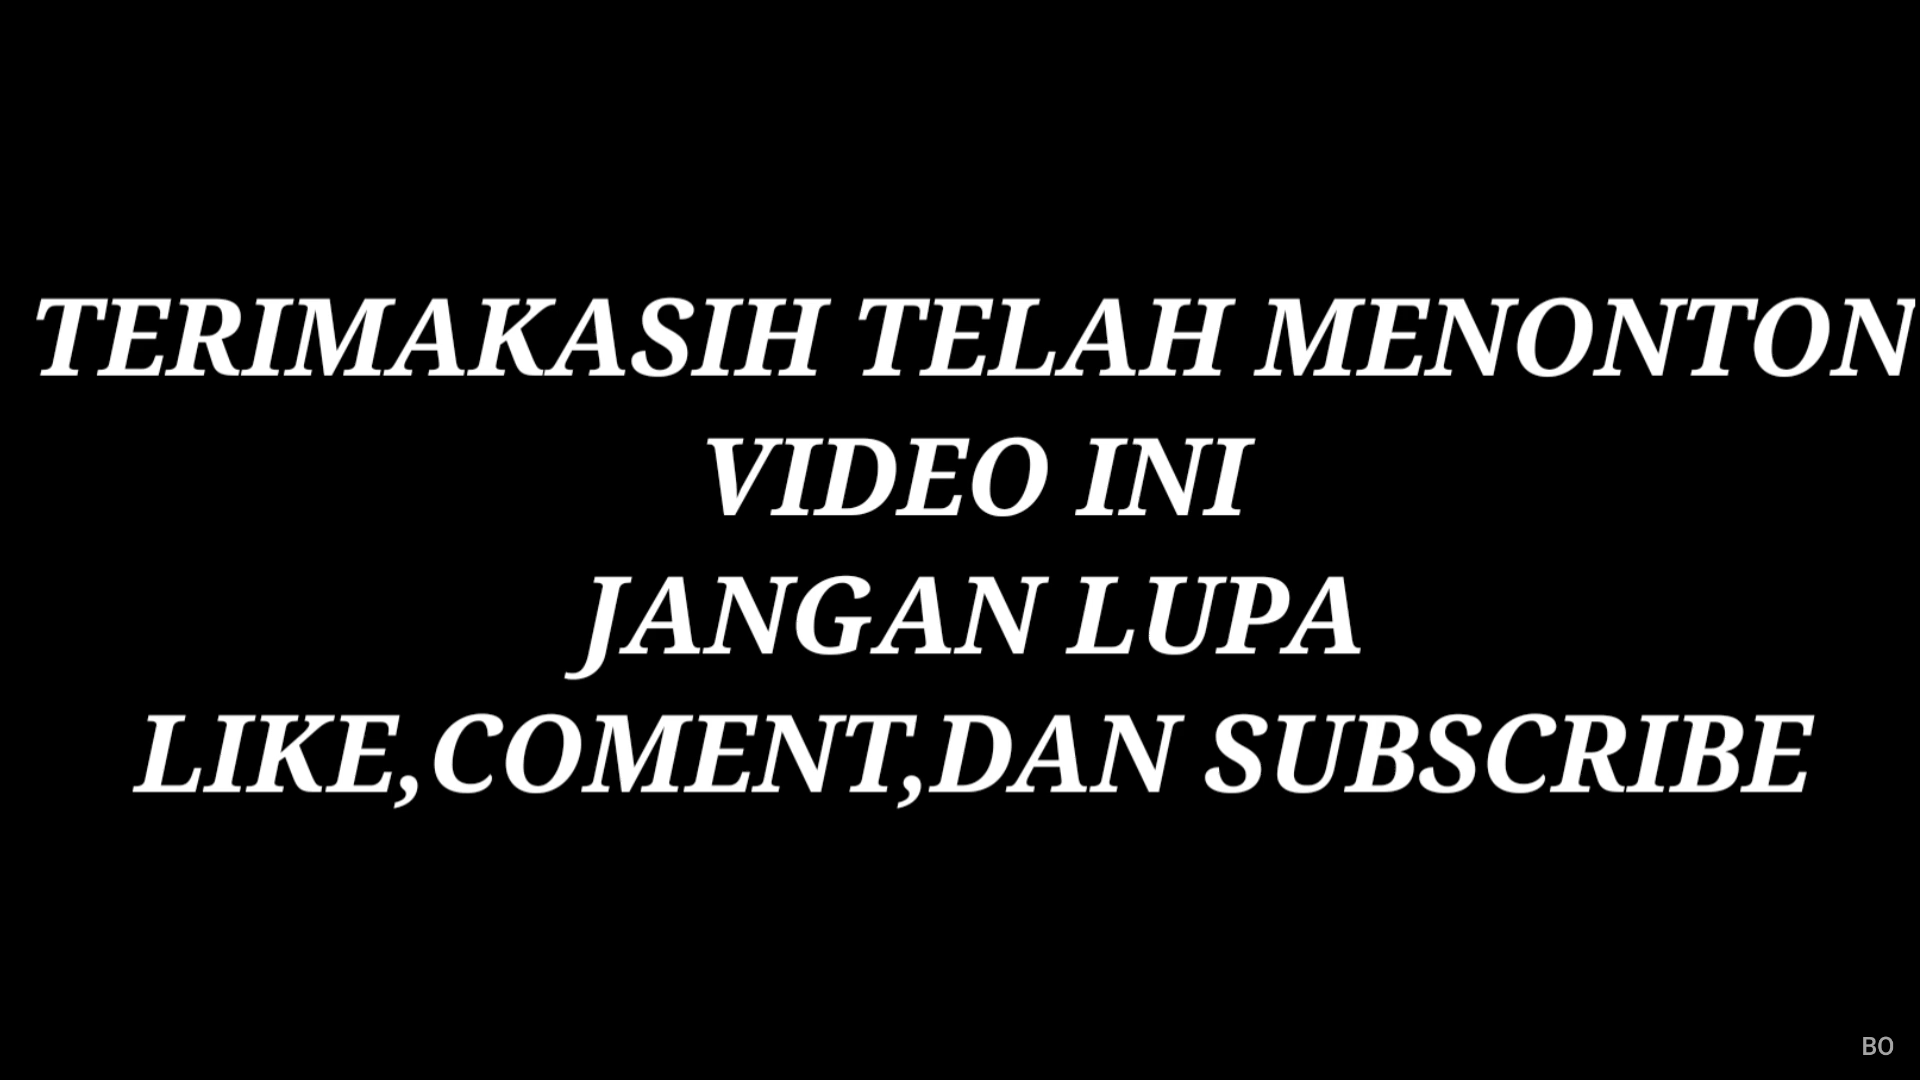 TERIMAKASIH TELAH MENONTON
VIDEO INI
JANGAN LUPA
LIKE,COMENT,DAN SUBSCRIBE
BO